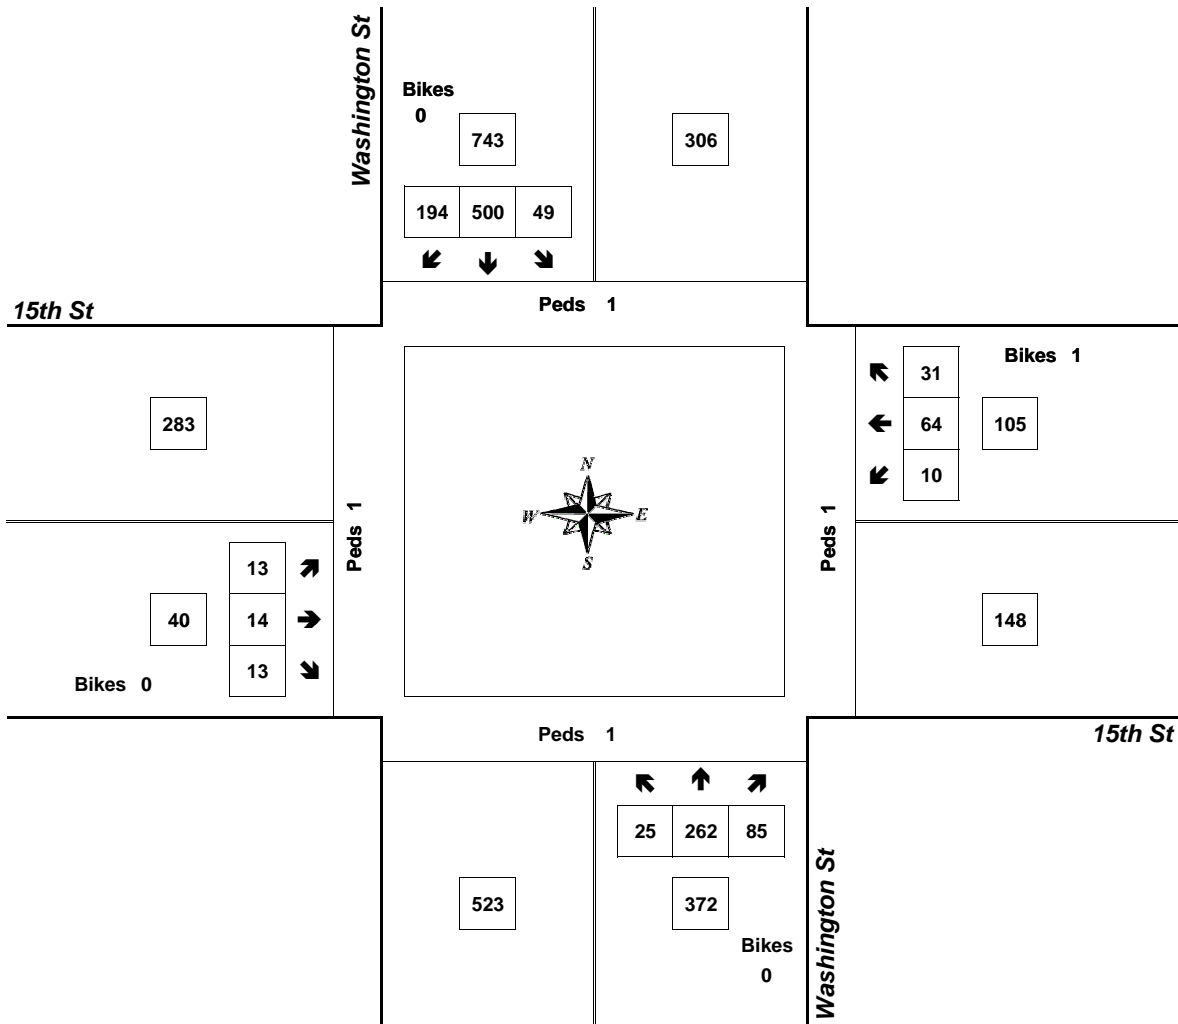 Washington St
Bikes
0
743
306
194 500 49
Peds 1
15th St
31
Bikes 1
283
64
105
10
N
W E
S
Peds 1
Peds 1
13
40
14
148
13
Bikes 0
Peds 1
15th St
25 262 85
523
372
Washington St
Bikes
0